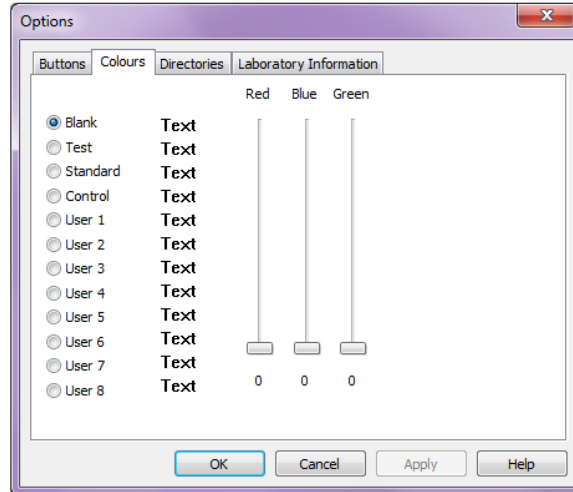 Options
Buttons Colours Directories Laboratory Information
Red Blue Green
Blank Text
Test Text
Standard Text
Control Text
User 1 Text
User 2 Text
User 3 Text
User 4 Text
User 5 Text
User 6 Text
User 7 Text
User 8 Text
0 0 0
OK Cancel Apply Help